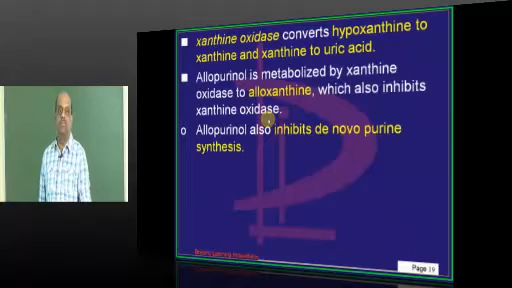 xanthine oxidase converts hypoxanthine to
xanthine and xanthine to uric acid.
Allopurinol is metabolized by xanthine
oxidase to alloxanthine, which also inhibits
xanthine oxidase.
Allopurinol also inhibits de novo purine
synthesis.
Page 19